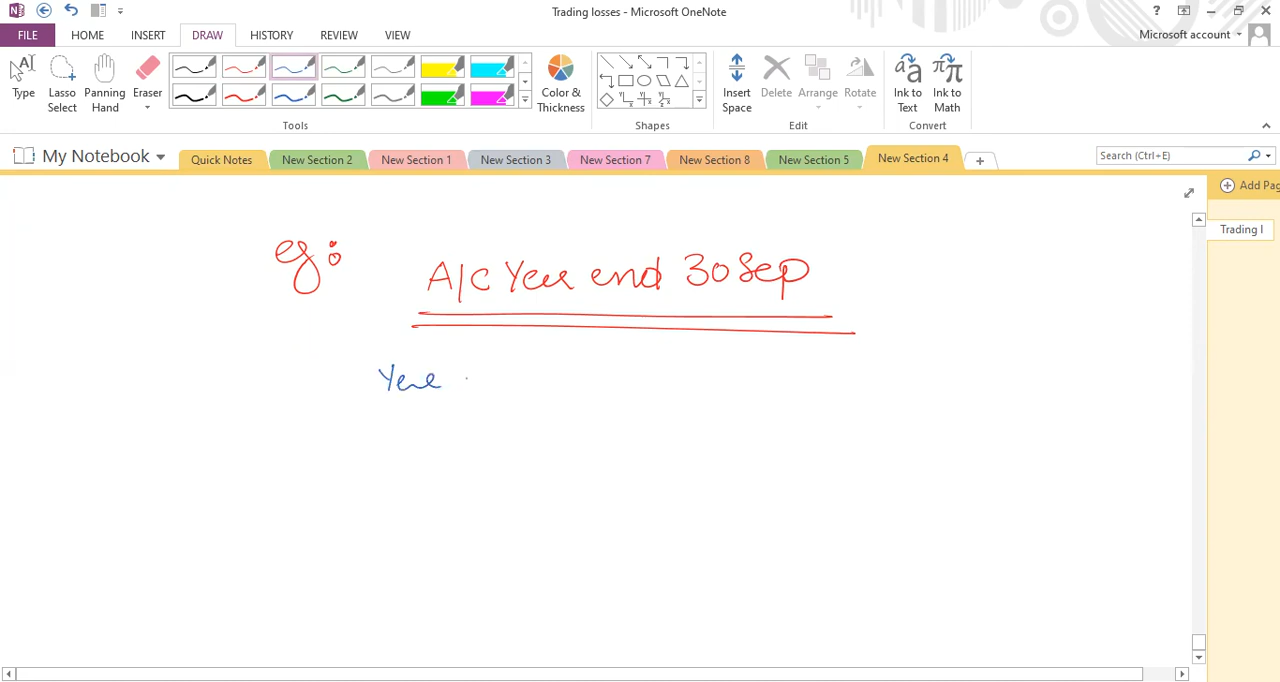 Trading losses - Microsoft OneNote
?
FILE HOME INSERT DRAW HISTORY REVIEW VIEW
Microsoft account
Type
Lasso Select
Panning Hand
Eraser
Color & Thickness
Insert Space
Delete
Arrange
Rotate
Ink to Text
Ink to Math
Tools Shapes Edit Convert
My Notebook Quick Notes New Section 2 New Section 1 New Section 3 New Section 7 New Section 8 New Section 5 New Section 4
Search (Ctrl+E)
Add Pag
Trading l
eg:
A/C Year end 30 Sep